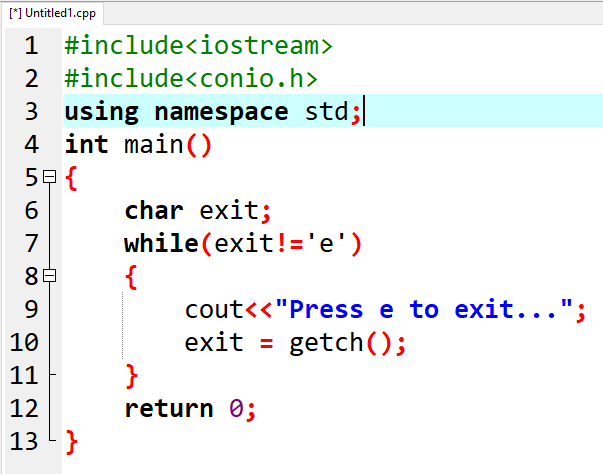 [*] Untitled1.cpp
1 #include<iostream>
2 #include<conio.h>
3 using namespace std;
4 int main()
5 {
6 char exit;
7 while(exit!='e')
8 {
9 cout<<"Press e to exit...";
10 exit = getch();
11 }
12 return 0;
13 }